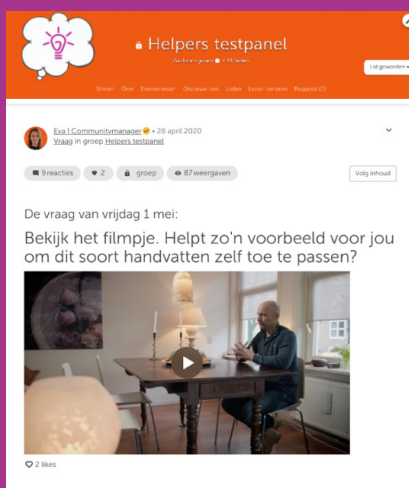 Helpers testpanel
Lid geworden
Stream Over Evenementen Onderwerpen Leden
Eva | Communitymanager • 28 april 2020
Vraag in groep Helpers testpanel
9 reacties 2 groep 87 weergaven
Volg inhoud
De vraag van vrijdag 1 mei:
Bekijk het filmpje. Helpt zo'n voorbeeld voor jou
om dit soort handvatten zelf toe te passen?
2 likes